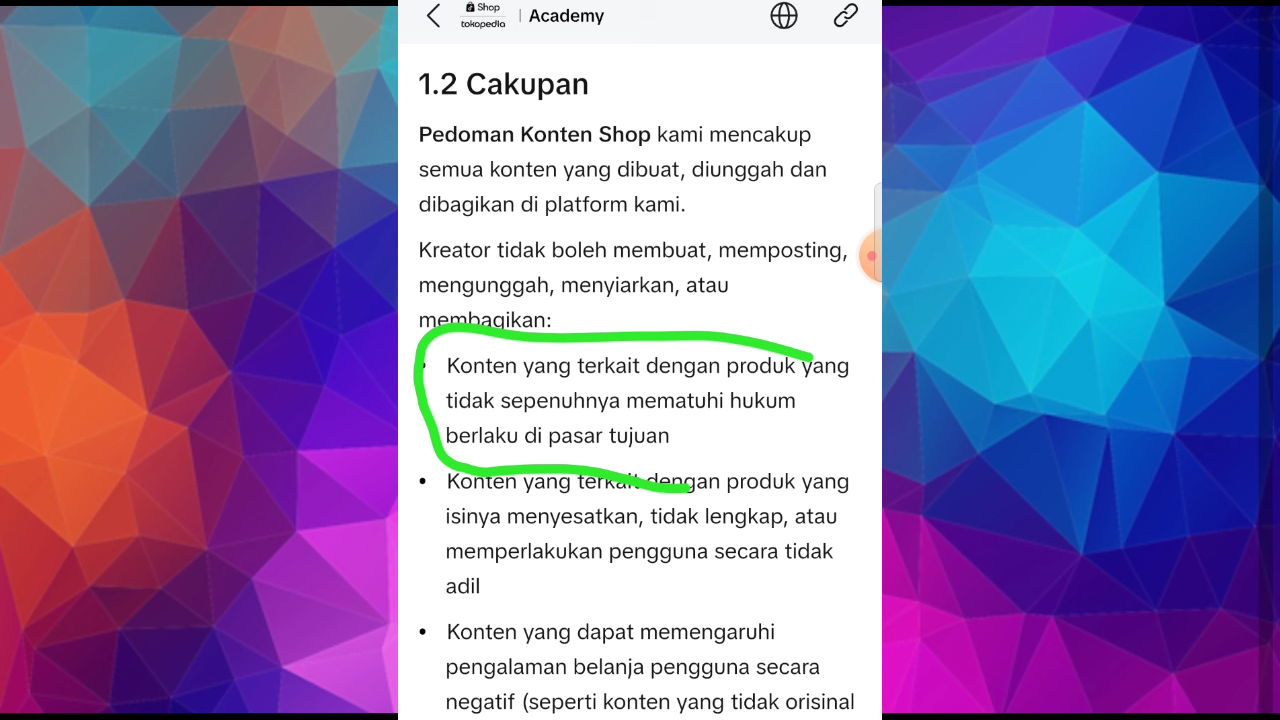 Shop
tokopedia
| Academy
1.2 Cakupan
Pedoman Konten Shop kami mencakup
semua konten yang dibuat, diunggah dan
dibagikan di platform kami.
Kreator tidak boleh membuat, memposting,
mengunggah, menyiarkan, atau
membagikan:
• Konten yang terkait dengan produk yang
tidak sepenuhnya mematuhi hukum
berlaku di pasar tujuan
• Konten yang terkait dengan produk yang
isinya menyesatkan, tidak lengkap, atau
memperlakukan pengguna secara tidak
adil
• Konten yang dapat memengaruhi
pengalaman belanja pengguna secara
negatif (seperti konten yang tidak orisinal